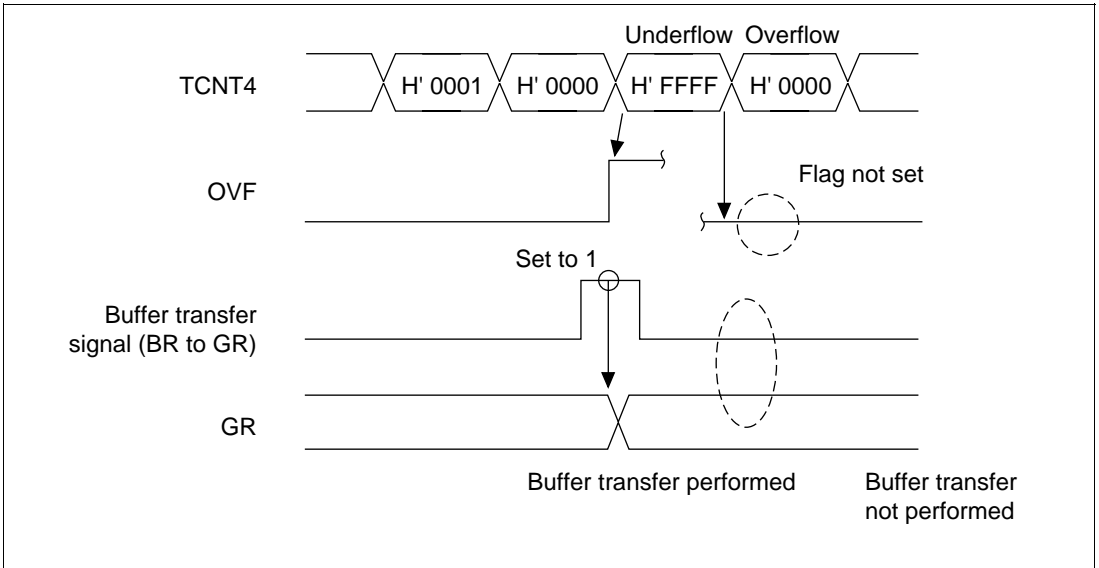 Underflow Overflow
TCNT4 H' 0001 H' 0000 H' FFFF H' 0000
OVF
Flag not set
Set to 1
Buffer transfer
signal (BR to GR)
GR
Buffer transfer performed
Buffer transfer
not performed